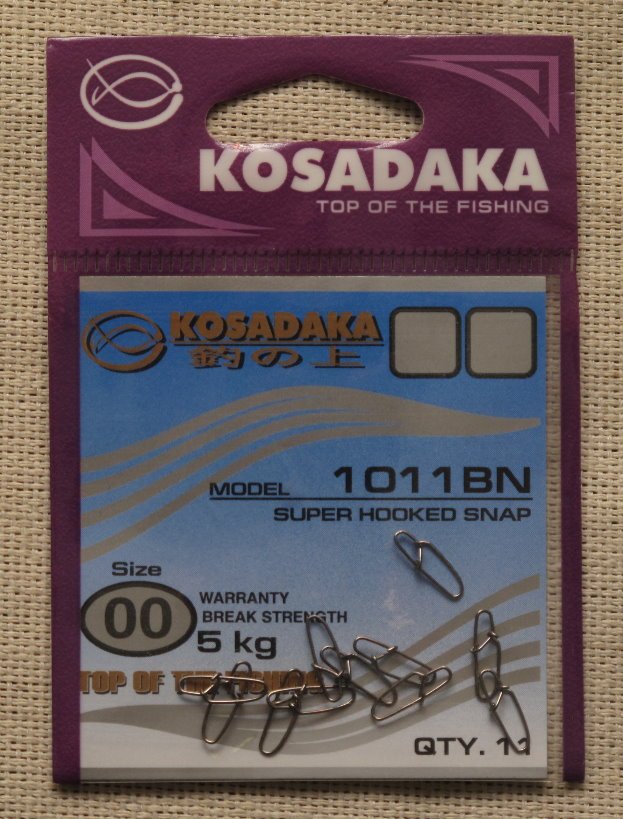 KOSADAKA
TOP OF THE FISHING
KOSADAKA
釣の上
MODEL 1011BN
SUPER HOOKED SNAP
Size
00
WARRANTY
BREAK STRENGTH
5 kg
TOP OF THE FISHING
QTY. 11